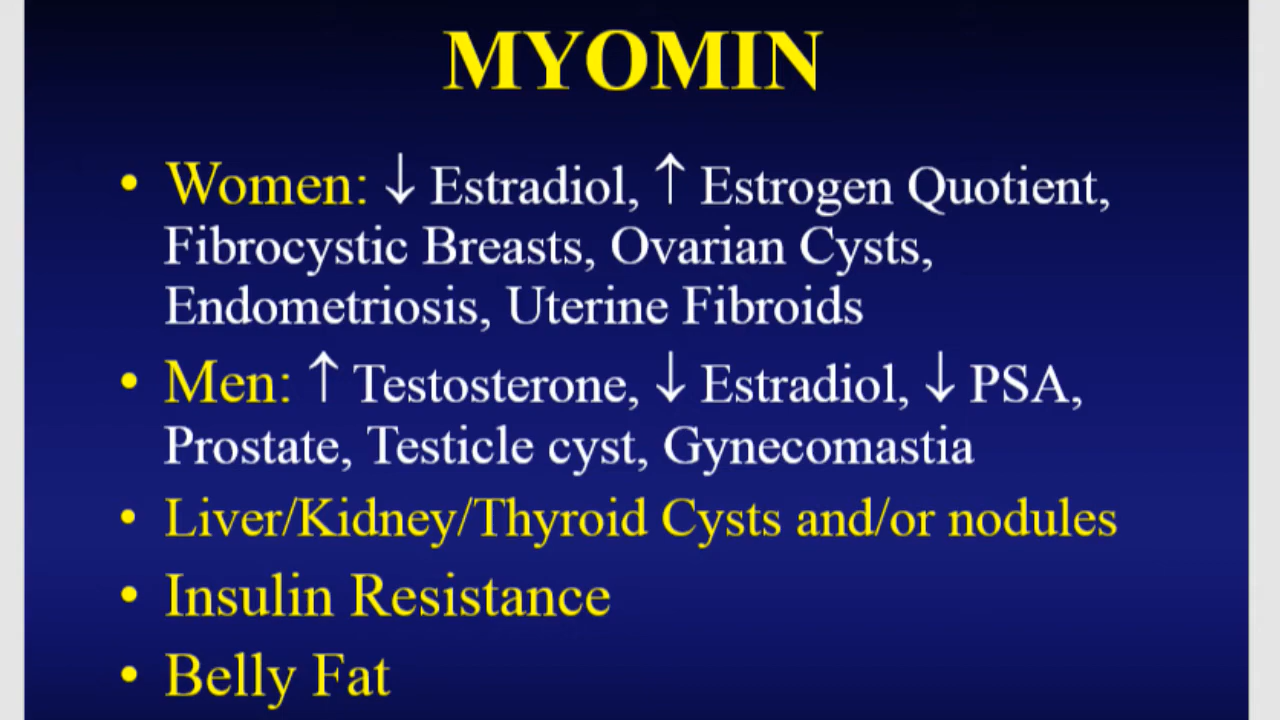 MYOMIN
• Women: ↓ Estradiol, ↑ Estrogen Quotient,
Fibrocystic Breasts, Ovarian Cysts,
Endometriosis, Uterine Fibroids
• Men: ↑ Testosterone, ↓ Estradiol, ↓ PSA,
Prostate, Testicle cyst, Gynecomastia
• Liver/Kidney/Thyroid Cysts and/or nodules
• Insulin Resistance
• Belly Fat